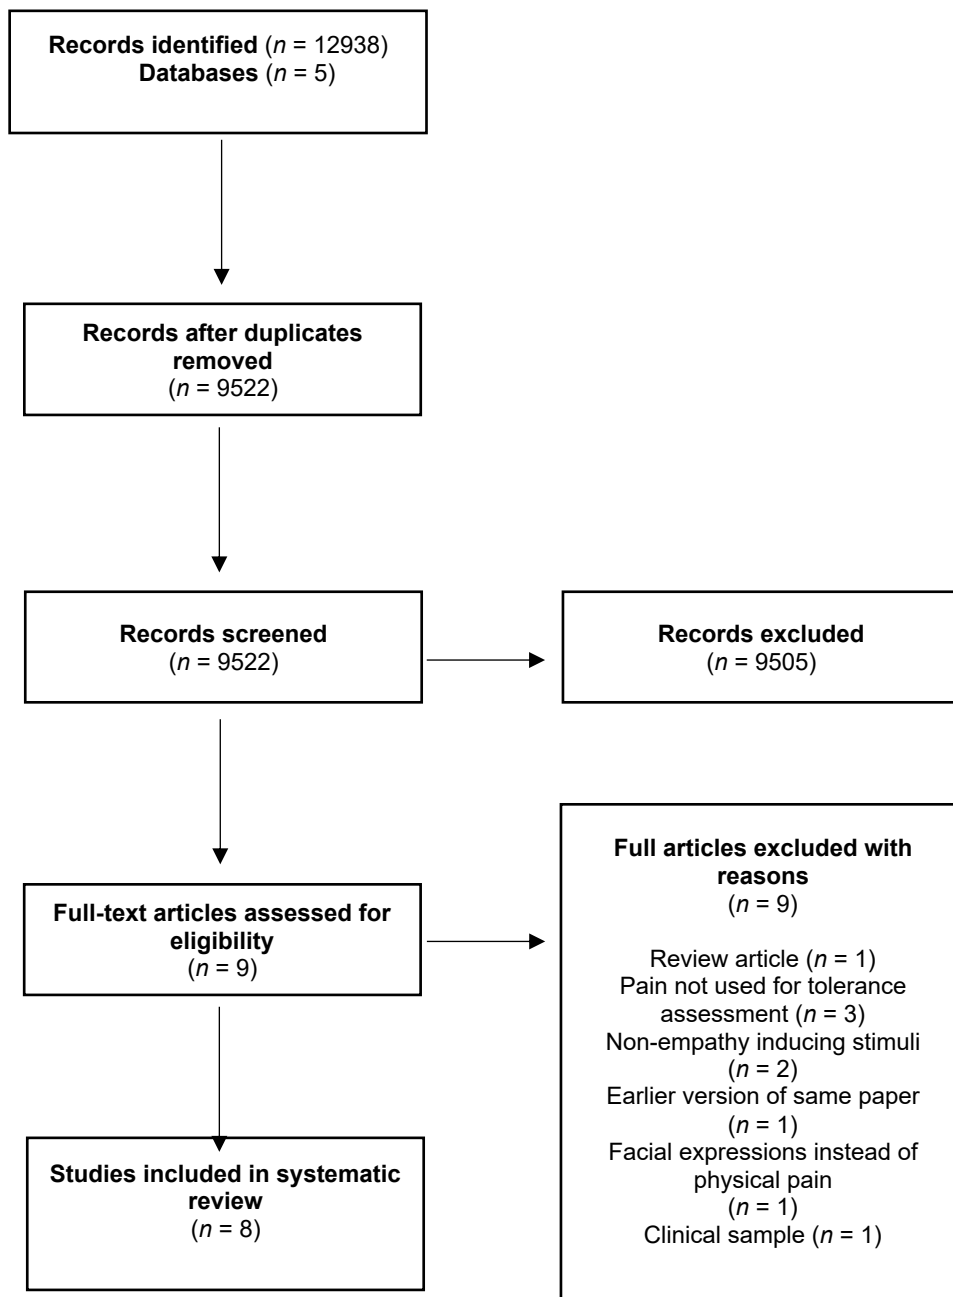 Records identified (n = 12938)
Databases (n = 5)
Records after duplicates
removed
(n = 9522)
Records screened
(n = 9522)
Records excluded
(n = 9505)
Full-text articles assessed for
eligibility
(n = 9)
Full articles excluded with
reasons
(n = 9)
Review article (n = 1)
Pain not used for tolerance
assessment (n = 3)
Non-empathy inducing stimuli
(n = 2)
Earlier version of same paper
(n = 1)
Facial expressions instead of
physical pain
(n = 1)
Clinical sample (n = 1)
Studies included in systematic
review
(n = 8)